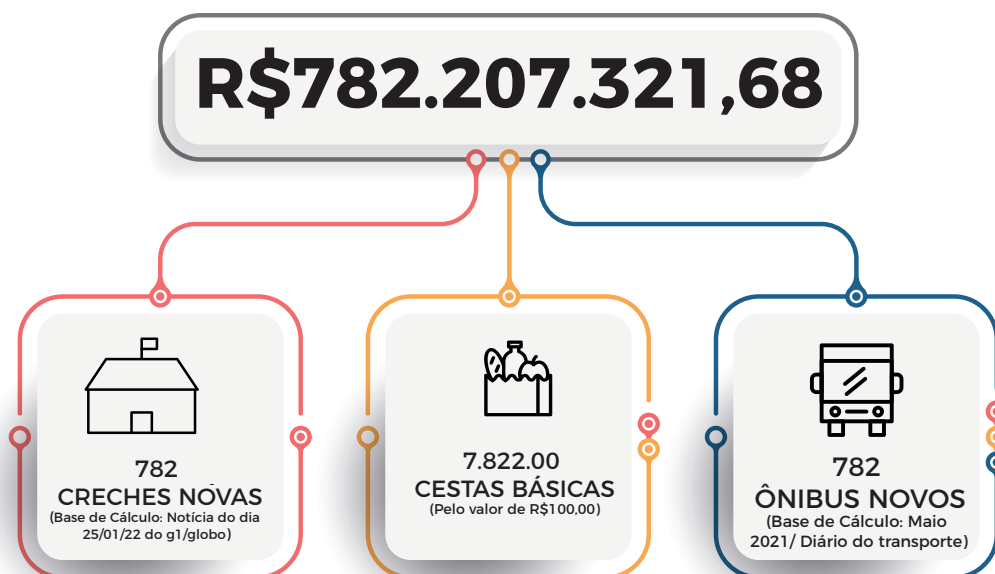 R$782.207.321,68
782
CRECHES NOVAS
(Base de Cálculo: Notícia do dia
25/01/22 do g1/globo)
7.822.00
CESTAS BÁSICAS
(Pelo valor de R$100,00)
782
ÔNIBUS NOVOS
(Base de Cálculo: Maio
2021/ Diário do transporte)